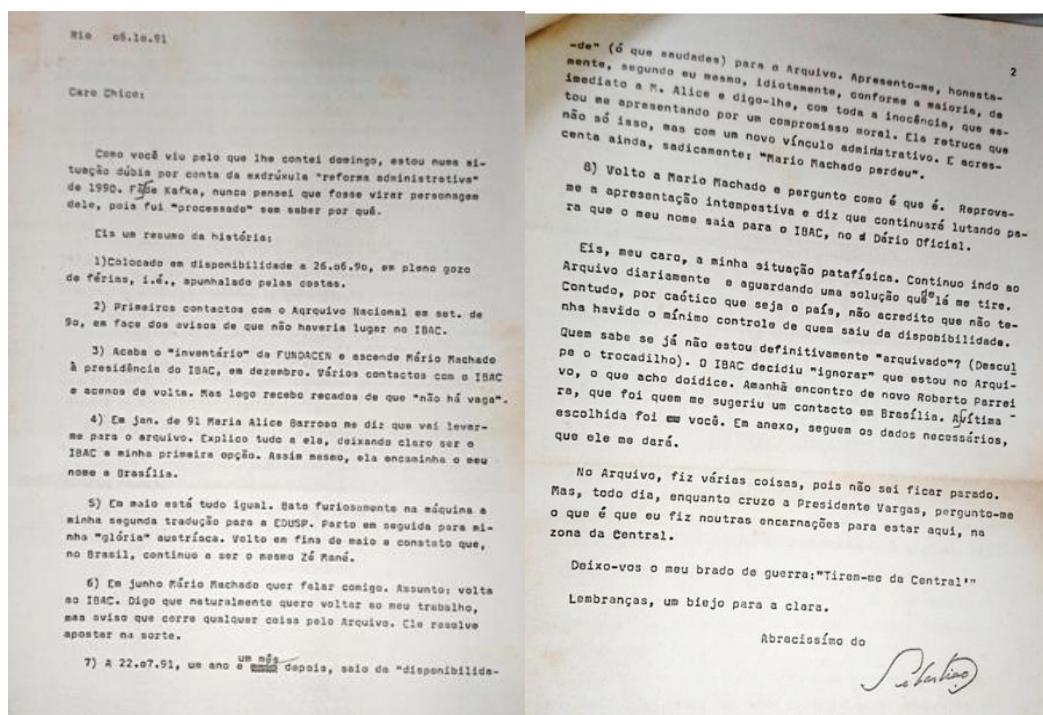 Rio    o6.1o.91
Caro Chico:
Como você viu pelo que lhe contei domingo, estou numa si-
tuação dúbia por conta da exdrúxula "reforma administrativa"
de 1990. Kafka, nunca pensei que fosse virar personagem
dele, pois fui "processado" sem saber por quê.
Eis um resumo da história:
1)Colocado em disponibilidade a 26.o6.9o, em pleno gozo
de férias, i.é., apunhalado pelas costas.
2) Primeiros contactos com o Aqrquivo Nacional em set. de
9o, em face dos avisos de que não haveria lugar no IBAC.
3) Acaba o "inventário" da FUNDACEN e ascende Mário Machado
à presidência do IBAC, em dezembro. Vários contactos com o IBAC
e acenos de volta. Mas logo recebo recados de que "não há vaga".
4) Em jan. de 91 Maria Alice Barroso me diz que vai levar-
me para o arquivo. Explico tudo a ela, deixando claro ser o
IBAC a minha primeira opção. Assim mesmo, ela encaminha o meu
nome a Brasília.
5) Em maio está tudo igual. Bato furiosamente na máquina a
minha segunda tradução para a EDUSP. Parto em seguida para mi-
nha "glória" austríaca. Volto em fins de maio e constato que,
no Brasil, continuo a ser o mesmo Zé Mané.
6) Em junho Mário Machado quer falar comigo. Assunto: volta
ao IBAC. Digo que naturalmente quero voltar ao meu trabalho,
mas aviso que corre qualquer coisa pelo Arquivo. Ele resolve
apostar na sorte.
7) A 22.o7.91, um ano e um mês depois, saio da "disponibilida-
2
-de" (ó que saudades) para o Arquivo. Apresento-me, honesta-
mente, segundo eu mesmo, idiotamente, conforme a maioria, de
imediato a M. Alice e digo-lhe, com toda a inocência, que es-
tou me apresentando por um compromisso moral. Ela retruca que
não só isso, mas com um novo vínculo administrativo. E acres-
centa ainda, sadicamente: "Mario Machado perdeu".
8) Volto a Mario Machado e pergunto como é que é.  Reprova-
me a apresentação intempestiva e diz que continuará lutando pa-
ra que o meu nome saia para o IBAC, no Dário Oficial.
Eis, meu caro, a minha situação patafísica. Continuo indo ao
Arquivo diariamente  e aguardando uma solução que de lá me tire.
Contudo, por caótico que seja o país, não acredito que não te-
nha havido o mínimo controle de quem saiu da disponibilidade.
Quem sabe se já não estou definitivamente "arquivado"? (Descul
pe o trocadilho). O IBAC decidiu "ignorar" que estou no Arqui-
vo, o que acho doidice. Amanhã encontro de novo Roberto Parrei
ra, que foi quem me sugeriu um contacto em Brasília. A vítima
escolhida foi você. Em anexo, seguem os dados necessários,
que ele me dará.
No Arquivo, fiz várias coisas, pois não sei ficar parado.
Mas, todo dia, enquanto cruzo a Presidente Vargas, pergunto-me
o que é que eu fiz noutras encarnações para estar aqui, na
zona da Central.
Deixo-vos o meu brado de guerra:"Tirem-me da Central'"
Lembranças, um biejo para a clara.
Abracissímo do
Sebastião